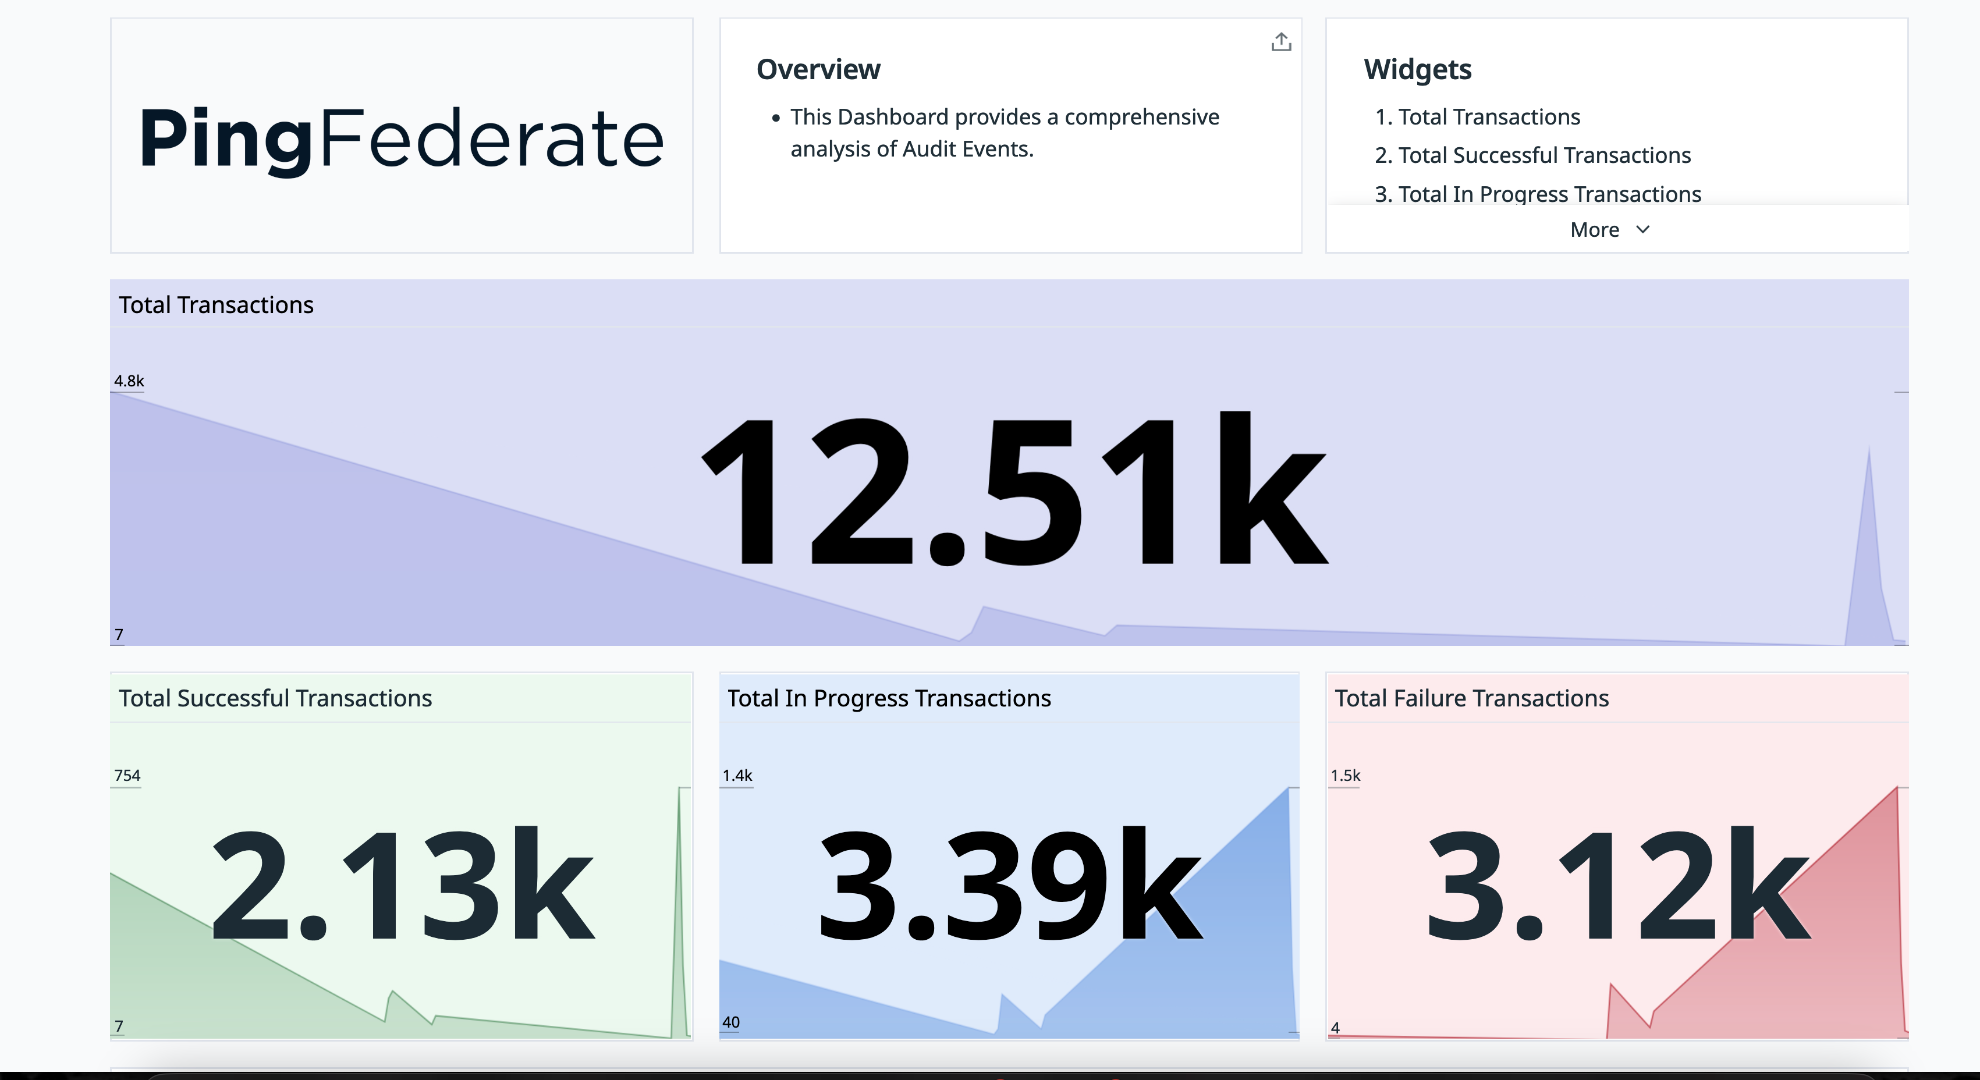 PingFederate
Overview
• This Dashboard provides a comprehensive
analysis of Audit Events.
Widgets
1. Total Transactions
2. Total Successful Transactions
3. Total In Progress Transactions
More
Total Transactions
4.8k
12.51k
7
Total Successful Transactions
754
2.13k
7
Total In Progress Transactions
1.4k
3.39k
40
Total Failure Transactions
1.5k
3.12k
4